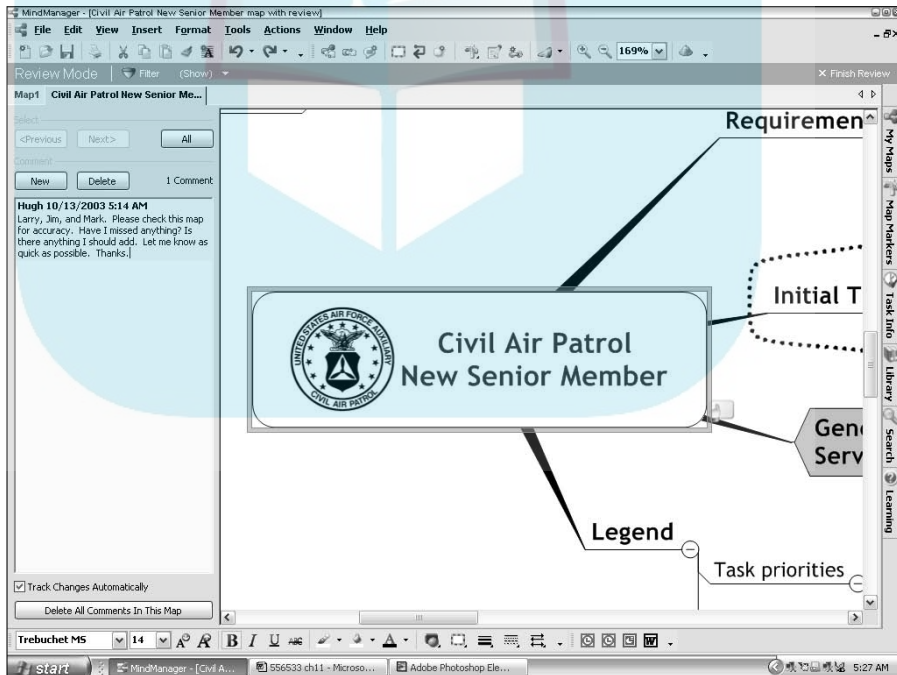 MindManager - [Civil Air Patrol New Senior Member map with review]
File Edit View Insert Format Tools Actions Window Help
169%
Review Mode Filter (Show)
Finish Review
Map1 Civil Air Patrol New Senior Me...
Select
<Previous Next> All
Comment
New Delete 1 Comment
Hugh 10/13/2003 5:14 AM
Larry, Jim, and Mark. Please check this map
for accuracy. Have I missed anything? Is
there anything I should add. Let me know as
quick as possible. Thanks.
Track Changes Automatically
Delete All Comments In This Map
Requiremen
Initial T
UNITED STATES AIR FORCE AUXILIARY
CIVIL AIR PATROL
Civil Air Patrol
New Senior Member
Gene
Serv
Legend
Task priorities
My Maps
Map Markers
Task Info
Library
Search
Learning
Trebuchet MS 14 B I U ABC
start MindManager - [Civil A... 556533 ch11 - Microso... Adobe Photoshop Ele... 5:27 AM